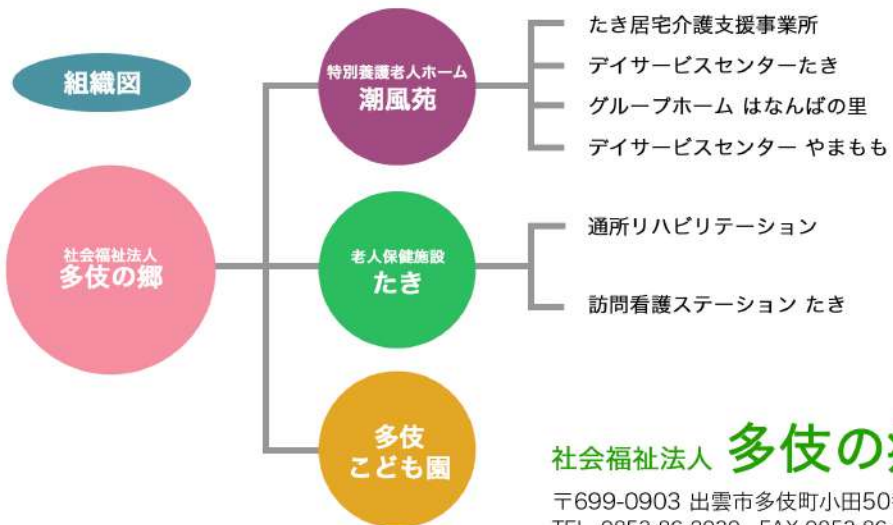 組織図
社会福祉法人
多伎の郷
特別養護老人ホーム
潮風苑
たき居宅介護支援事業所
デイサービスセンターたき
グループホーム はなんばの里
デイサービスセンター やまもも
老人保健施設
たき
通所リハビリテーション
訪問看護ステーション たき
多伎
こども園
社会福祉法人 多伎の
〒699-0903 出雲市多伎町小田50